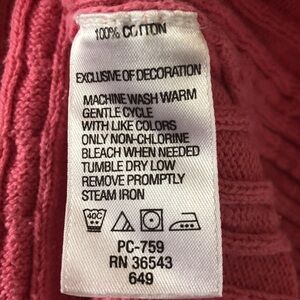 100% COTTON
EXCLUSIVE OF DECORATION
MACHINE WASH WARM
GENTLE CYCLE
WITH LIKE COLORS
ONLY NON-CHLORINE
BLEACH WHEN NEEDED
TUMBLE DRY LOW
REMOVE PROMPTLY
STEAM IRON
40C
PC-759
RN 36543
649